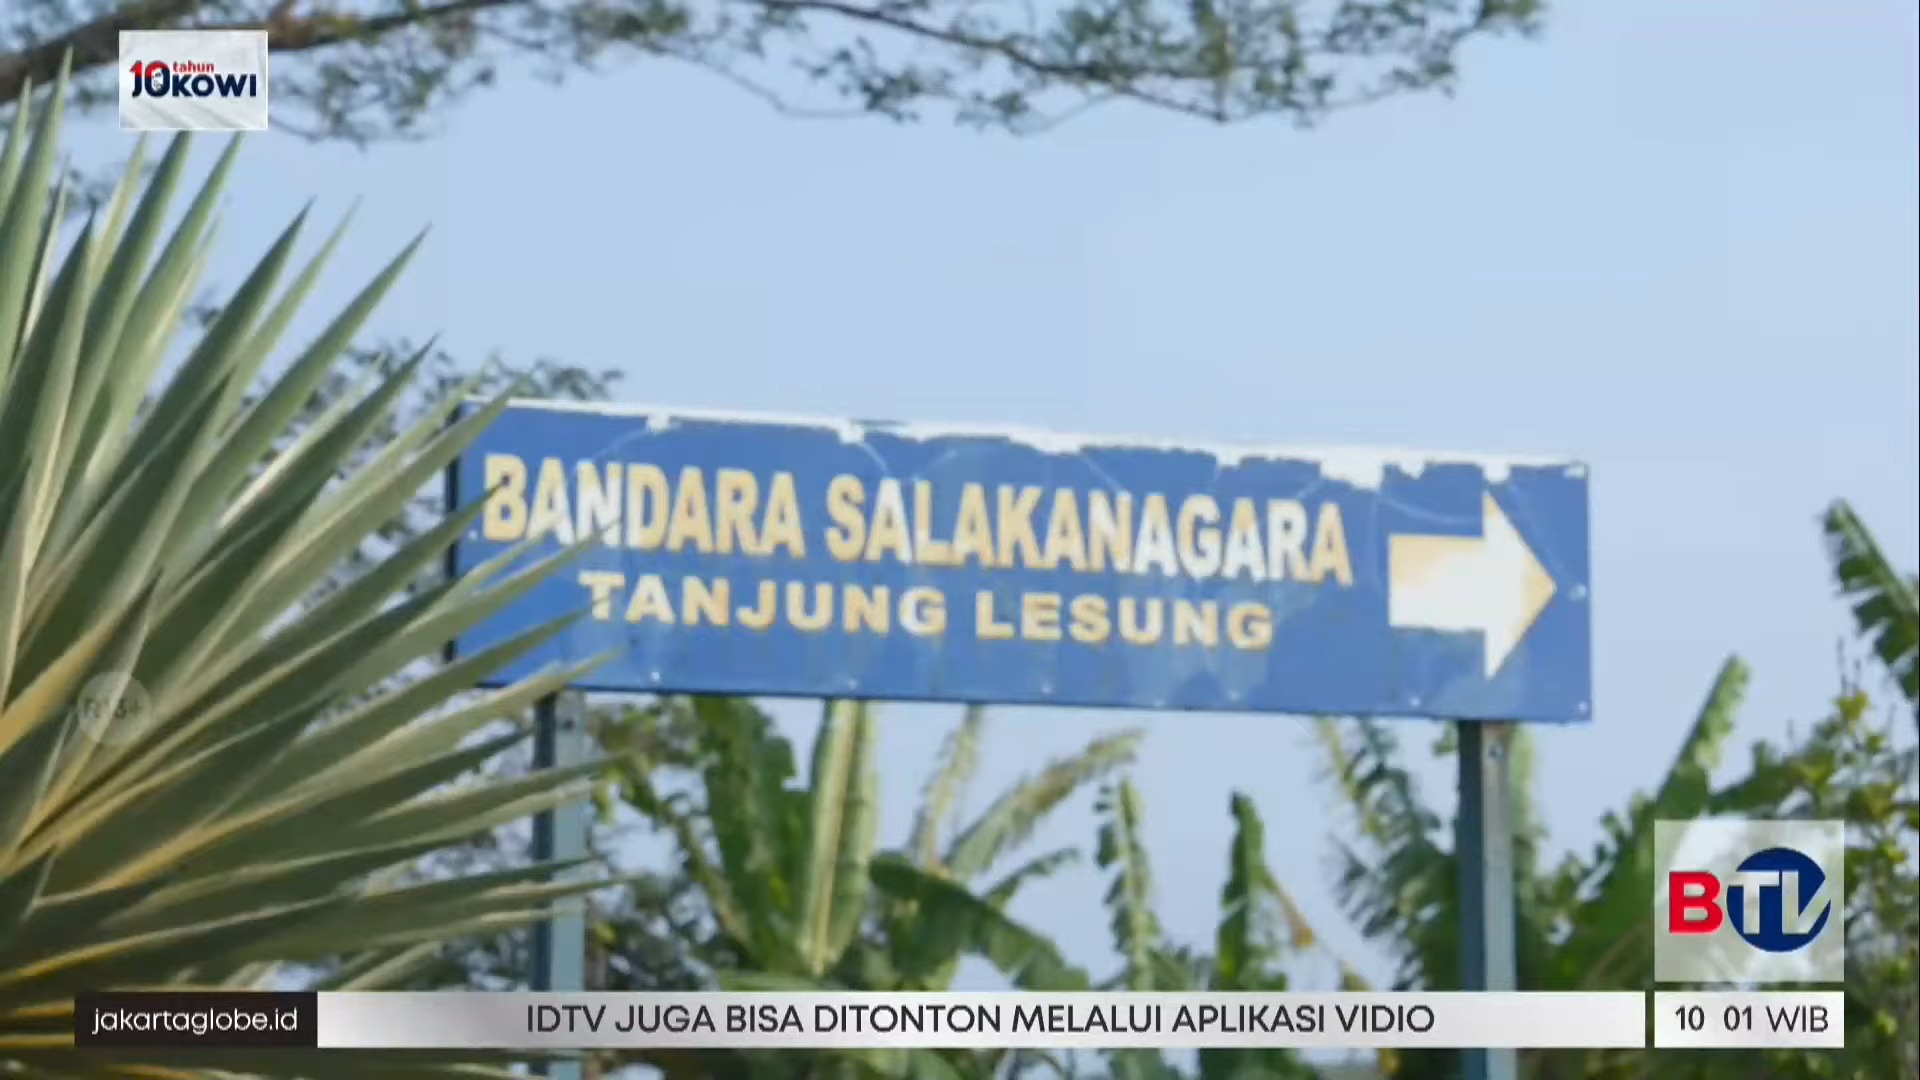 10 tahun
JOKOWI
BANDARA SALAKANAGARA
TANJUNG LESUNG
R13+
BTV
jakartaglobe.id
IDTV JUGA BISA DITONTON MELALUI APLIKASI VIDIO
10 01 WIB